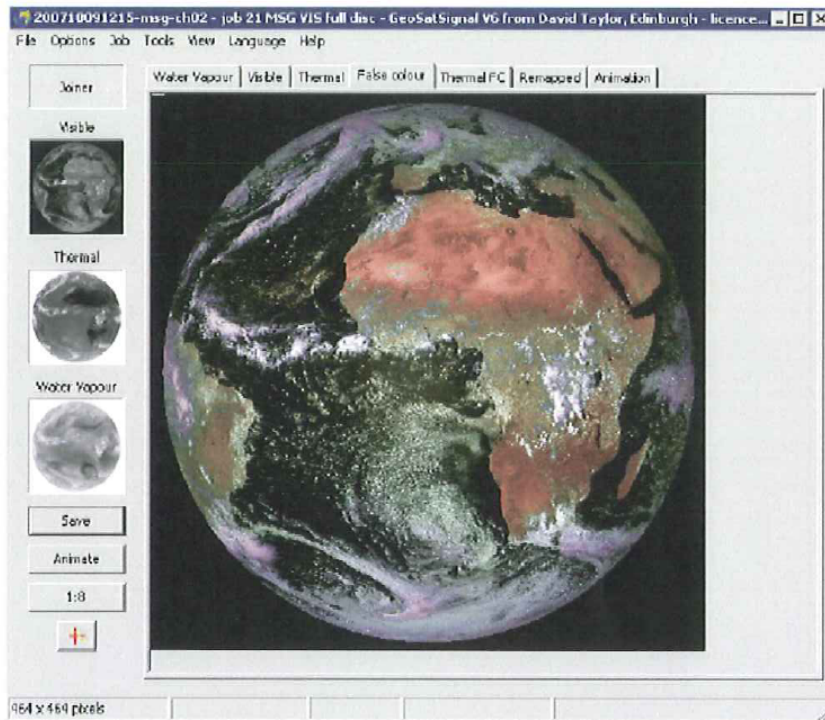 200710091215-msg-ch02 - job 21 MSG VIS full disc - GeoSatSignal V6 from David Taylor, Edinburgh - licence...
File Options Job Tools View Language Help
Joiner
Water Vapour Visible Thermal False colour Thermal FC Remapped Animation
Visible
Thermal
Water Vapour
Save
Animate
1:8
464 x 464 pixels